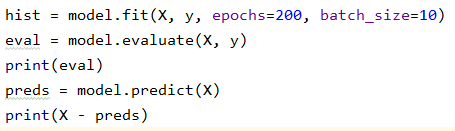 hist = model.fit(X, y, epochs=200, batch_size=10)
eval = model.evaluate(X, y)
print(eval)
preds = model.predict(X)
print(X - preds)